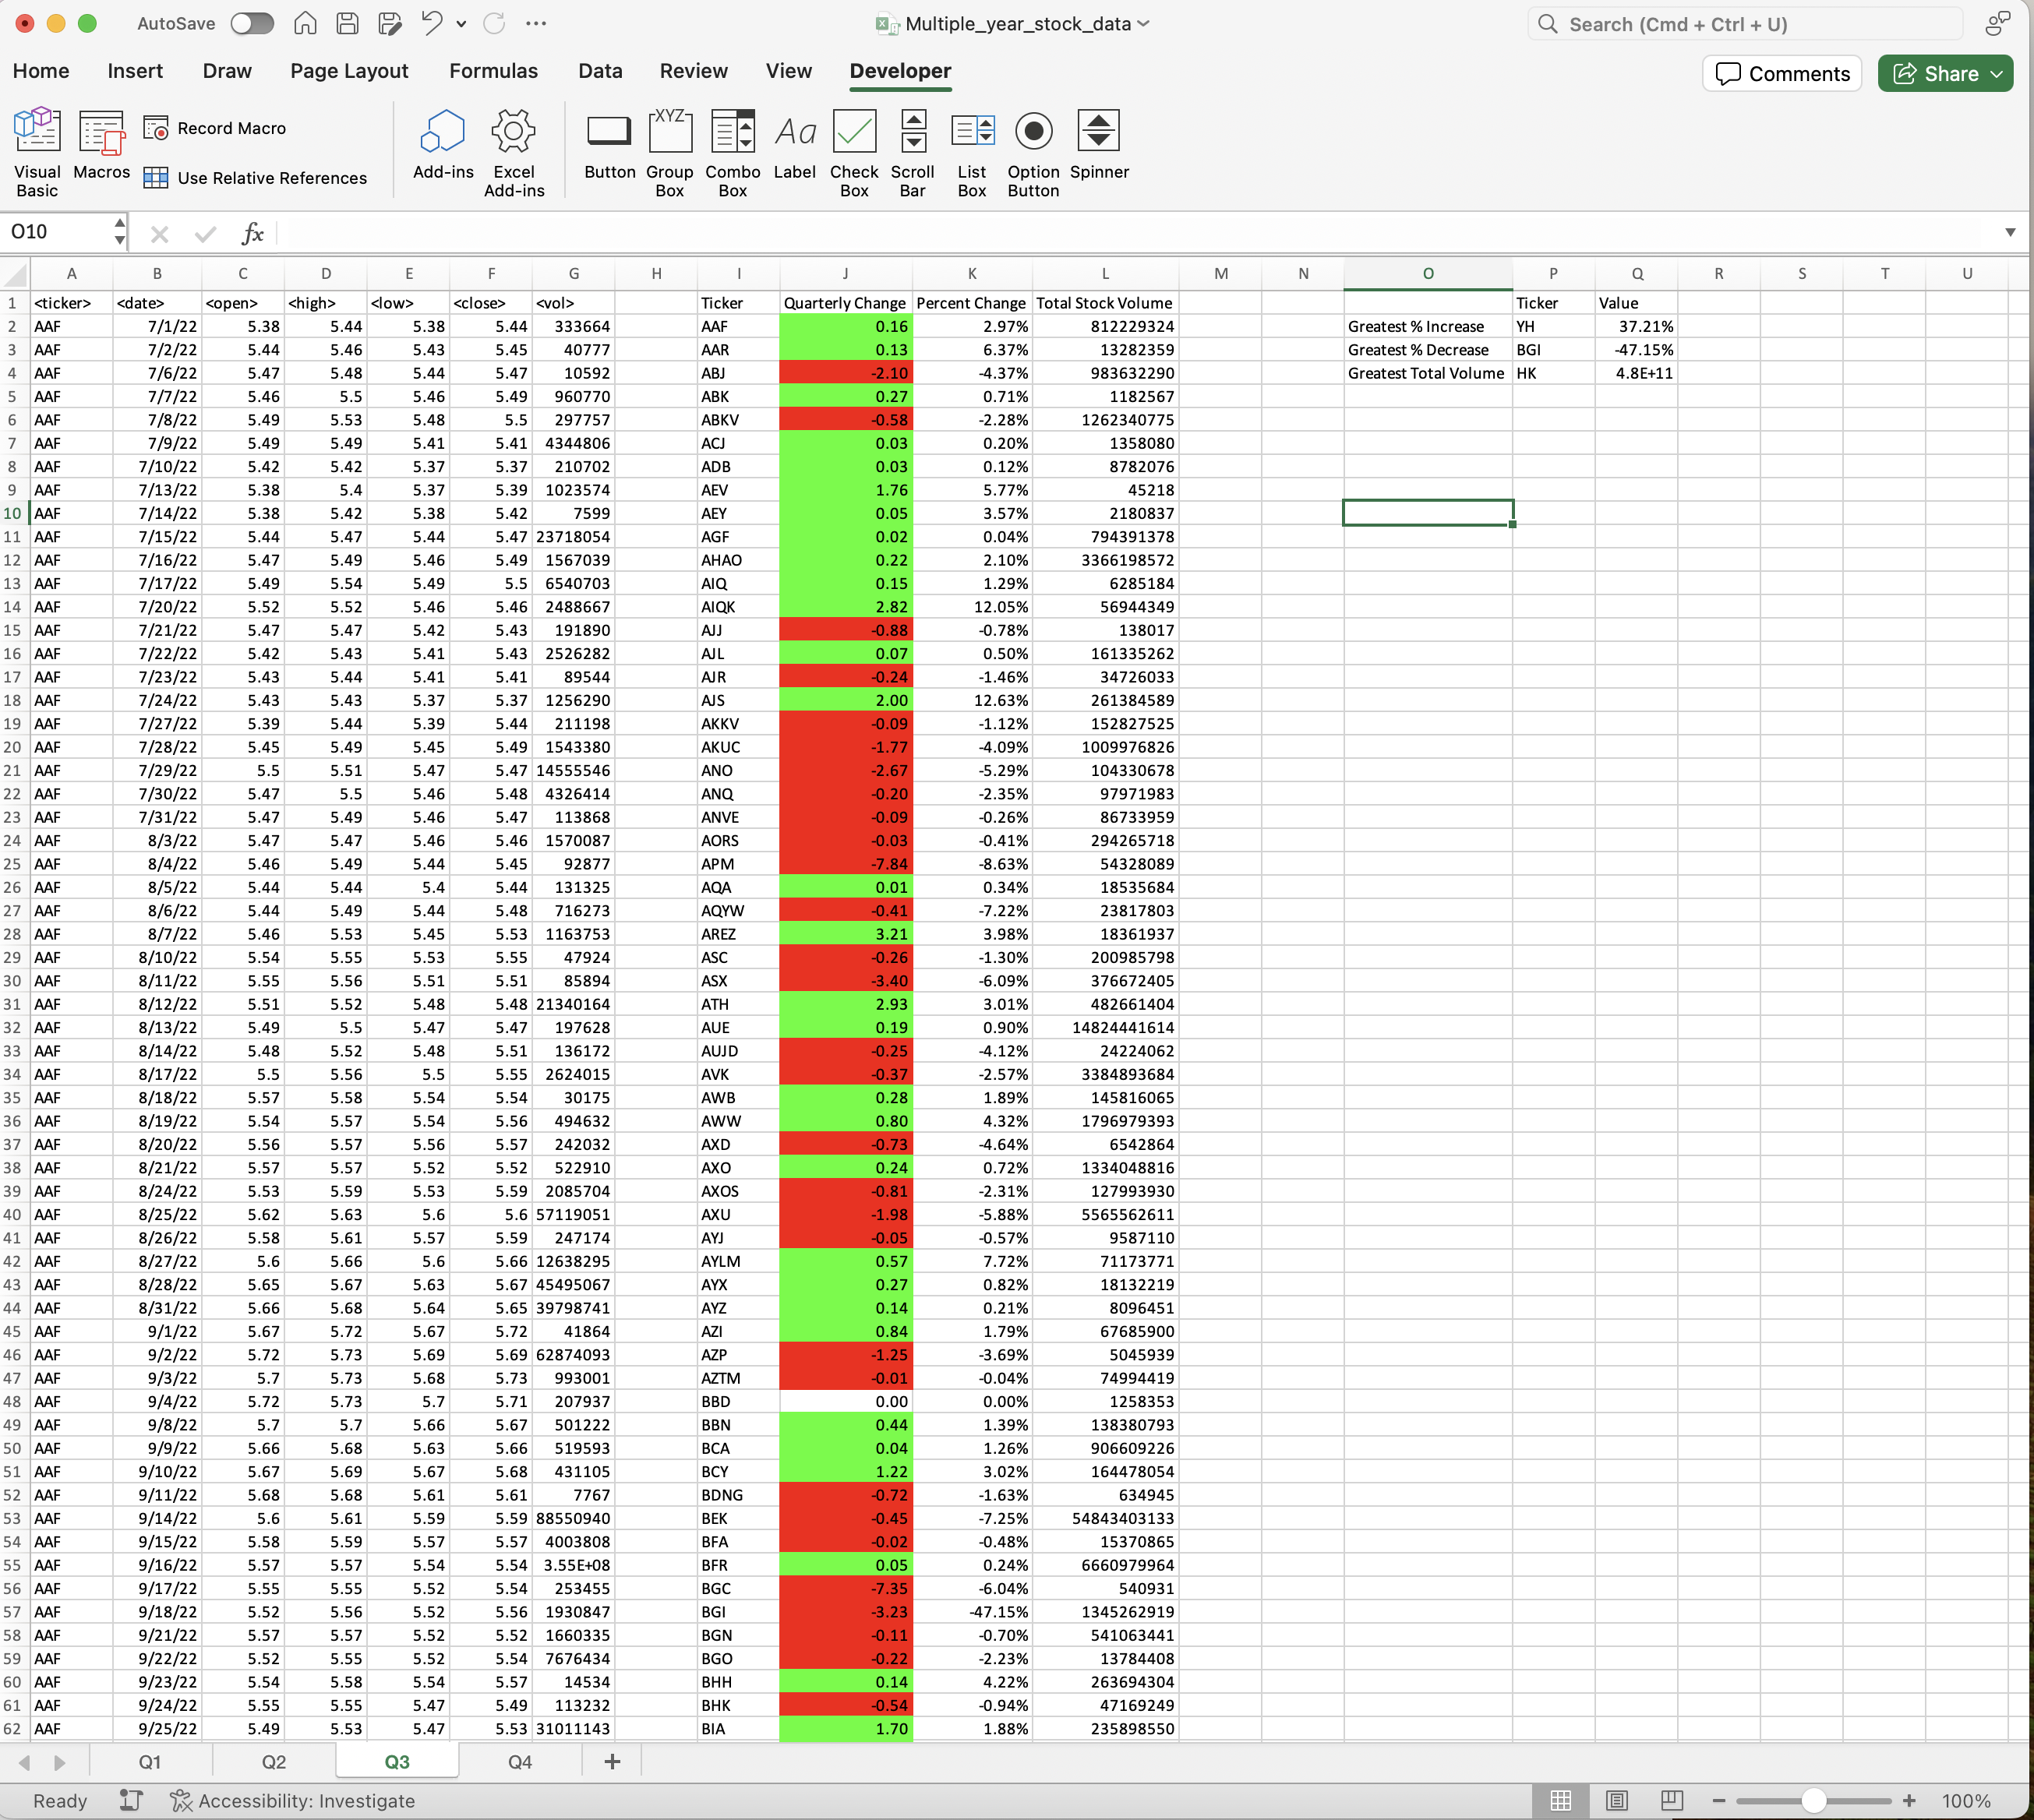 AutoSave Multiple_year_stock_data Search (Cmd + Ctrl + U)
Home Insert Draw Page Layout Formulas Data Review View Developer Comments Share
Visual Basic Macros Record Macro Use Relative References Add-ins Excel Add-ins Button Group Box Combo Box Label Check Box Scroll Bar List Box Option Button Spinner
XYZ Aa
O10 fx
A B C D E F G H I J K L M N O P Q R S T U
1 <ticker> <date> <open> <high> <low> <close> <vol> Ticker Quarterly Change Percent Change Total Stock Volume Ticker Value
2 AAF 7/1/22 5.38 5.44 5.38 5.44 333664 AAF 0.16 2.97% 812229324 Greatest % Increase YH 37.21%
3 AAF 7/2/22 5.44 5.46 5.43 5.45 40777 AAR 0.13 6.37% 13282359 Greatest % Decrease BGI -47.15%
4 AAF 7/6/22 5.47 5.48 5.44 5.47 10592 ABJ -2.10 -4.37% 983632290 Greatest Total Volume HK 4.8E+11
5 AAF 7/7/22 5.46 5.5 5.46 5.49 960770 ABK 0.27 0.71% 1182567
6 AAF 7/8/22 5.49 5.53 5.48 5.5 297757 ABKV -0.58 -2.28% 1262340775
7 AAF 7/9/22 5.49 5.49 5.41 5.41 4344806 ACJ 0.03 0.20% 1358080
8 AAF 7/10/22 5.42 5.42 5.37 5.37 210702 ADB 0.03 0.12% 8782076
9 AAF 7/13/22 5.38 5.4 5.37 5.39 1023574 AEV 1.76 5.77% 45218
10 AAF 7/14/22 5.38 5.42 5.38 5.42 7599 AEY 0.05 3.57% 2180837
11 AAF 7/15/22 5.44 5.47 5.44 5.47 23718054 AGF 0.02 0.04% 794391378
12 AAF 7/16/22 5.47 5.49 5.46 5.49 1567039 AHAO 0.22 2.10% 3366198572
13 AAF 7/17/22 5.49 5.54 5.49 5.5 6540703 AIQ 0.15 1.29% 6285184
14 AAF 7/20/22 5.52 5.52 5.46 5.46 2488667 AIQK 2.82 12.05% 56944349
15 AAF 7/21/22 5.47 5.47 5.42 5.43 191890 AJJ -0.88 -0.78% 138017
16 AAF 7/22/22 5.42 5.43 5.41 5.43 2526282 AJL 0.07 0.50% 161335262
17 AAF 7/23/22 5.43 5.44 5.41 5.41 89544 AJR -0.24 -1.46% 34726033
18 AAF 7/24/22 5.43 5.43 5.37 5.37 1256290 AJS 2.00 12.63% 261384589
19 AAF 7/27/22 5.39 5.44 5.39 5.44 211198 AKKV -0.09 -1.12% 152827525
20 AAF 7/28/22 5.45 5.49 5.45 5.49 1543380 AKUC -1.77 -4.09% 1009976826
21 AAF 7/29/22 5.5 5.51 5.47 5.47 14555546 ANO -2.67 -5.29% 104330678
22 AAF 7/30/22 5.47 5.5 5.46 5.48 4326414 ANQ -0.20 -2.35% 97971983
23 AAF 7/31/22 5.47 5.49 5.46 5.47 113868 ANVE -0.09 -0.26% 86733959
24 AAF 8/3/22 5.47 5.47 5.46 5.46 1570087 AORS -0.03 -0.41% 294265718
25 AAF 8/4/22 5.46 5.49 5.44 5.45 92877 APM -7.84 -8.63% 54328089
26 AAF 8/5/22 5.44 5.44 5.4 5.44 131325 AQA 0.01 0.34% 18535684
27 AAF 8/6/22 5.44 5.49 5.44 5.48 716273 AQYW -0.41 -7.22% 23817803
28 AAF 8/7/22 5.46 5.53 5.45 5.53 1163753 AREZ 3.21 3.98% 18361937
29 AAF 8/10/22 5.54 5.55 5.53 5.55 47924 ASC -0.26 -1.30% 200985798
30 AAF 8/11/22 5.55 5.56 5.51 5.51 85894 ASX -3.40 -6.09% 376672405
31 AAF 8/12/22 5.51 5.52 5.48 5.48 21340164 ATH 2.93 3.01% 482661404
32 AAF 8/13/22 5.49 5.5 5.47 5.47 197628 AUE 0.19 0.90% 14824441614
33 AAF 8/14/22 5.48 5.52 5.48 5.51 136172 AUJD -0.25 -4.12% 24224062
34 AAF 8/17/22 5.5 5.56 5.5 5.55 2624015 AVK -0.37 -2.57% 3384893684
35 AAF 8/18/22 5.57 5.58 5.54 5.54 30175 AWB 0.28 1.89% 145816065
36 AAF 8/19/22 5.54 5.57 5.54 5.56 494632 AWW 0.80 4.32% 1796979393
37 AAF 8/20/22 5.56 5.57 5.56 5.57 242032 AXD -0.73 -4.64% 6542864
38 AAF 8/21/22 5.57 5.57 5.52 5.52 522910 AXO 0.24 0.72% 1334048816
39 AAF 8/24/22 5.53 5.59 5.53 5.59 2085704 AXOS -0.81 -2.31% 127993930
40 AAF 8/25/22 5.62 5.63 5.6 5.6 57119051 AXU -1.98 -5.88% 5565562611
41 AAF 8/26/22 5.58 5.61 5.57 5.59 247174 AYJ -0.05 -0.57% 9587110
42 AAF 8/27/22 5.6 5.66 5.6 5.66 12638295 AYLM 0.57 7.72% 71173771
43 AAF 8/28/22 5.65 5.67 5.63 5.67 45495067 AYX 0.27 0.82% 18132219
44 AAF 8/31/22 5.66 5.68 5.64 5.65 39798741 AYZ 0.14 0.21% 8096451
45 AAF 9/1/22 5.67 5.72 5.67 5.72 41864 AZI 0.84 1.79% 67685900
46 AAF 9/2/22 5.72 5.73 5.69 5.69 62874093 AZP -1.25 -3.69% 5045939
47 AAF 9/3/22 5.7 5.73 5.68 5.73 993001 AZTM -0.01 -0.04% 74994419
48 AAF 9/4/22 5.72 5.73 5.7 5.71 207937 BBD 0.00 0.00% 1258353
49 AAF 9/8/22 5.7 5.7 5.66 5.67 501222 BBN 0.44 1.39% 138380793
50 AAF 9/9/22 5.66 5.68 5.63 5.66 519593 BCA 0.04 1.26% 906609226
51 AAF 9/10/22 5.67 5.69 5.67 5.68 431105 BCY 1.22 3.02% 164478054
52 AAF 9/11/22 5.68 5.68 5.61 5.61 7767 BDNG -0.72 -1.63% 634945
53 AAF 9/14/22 5.6 5.61 5.59 5.59 88550940 BEK -0.45 -7.25% 54843403133
54 AAF 9/15/22 5.58 5.59 5.57 5.57 4003808 BFA -0.02 -0.48% 15370865
55 AAF 9/16/22 5.57 5.57 5.54 5.54 3.55E+08 BFR 0.05 0.24% 6660979964
56 AAF 9/17/22 5.55 5.55 5.52 5.54 253455 BGC -7.35 -6.04% 540931
57 AAF 9/18/22 5.52 5.56 5.52 5.56 1930847 BGI -3.23 -47.15% 1345262919
58 AAF 9/21/22 5.57 5.57 5.52 5.52 1660335 BGN -0.11 -0.70% 541063441
59 AAF 9/22/22 5.52 5.55 5.52 5.54 7676434 BGO -0.22 -2.23% 13784408
60 AAF 9/23/22 5.54 5.58 5.54 5.57 14534 BHH 0.14 4.22% 263694304
61 AAF 9/24/22 5.55 5.55 5.47 5.49 113232 BHK -0.54 -0.94% 47169249
62 AAF 9/25/22 5.49 5.53 5.47 5.53 31011143 BIA 1.70 1.88% 235898550
Q1 Q2 Q3 Q4 +
Ready Accessibility: Investigate 100%